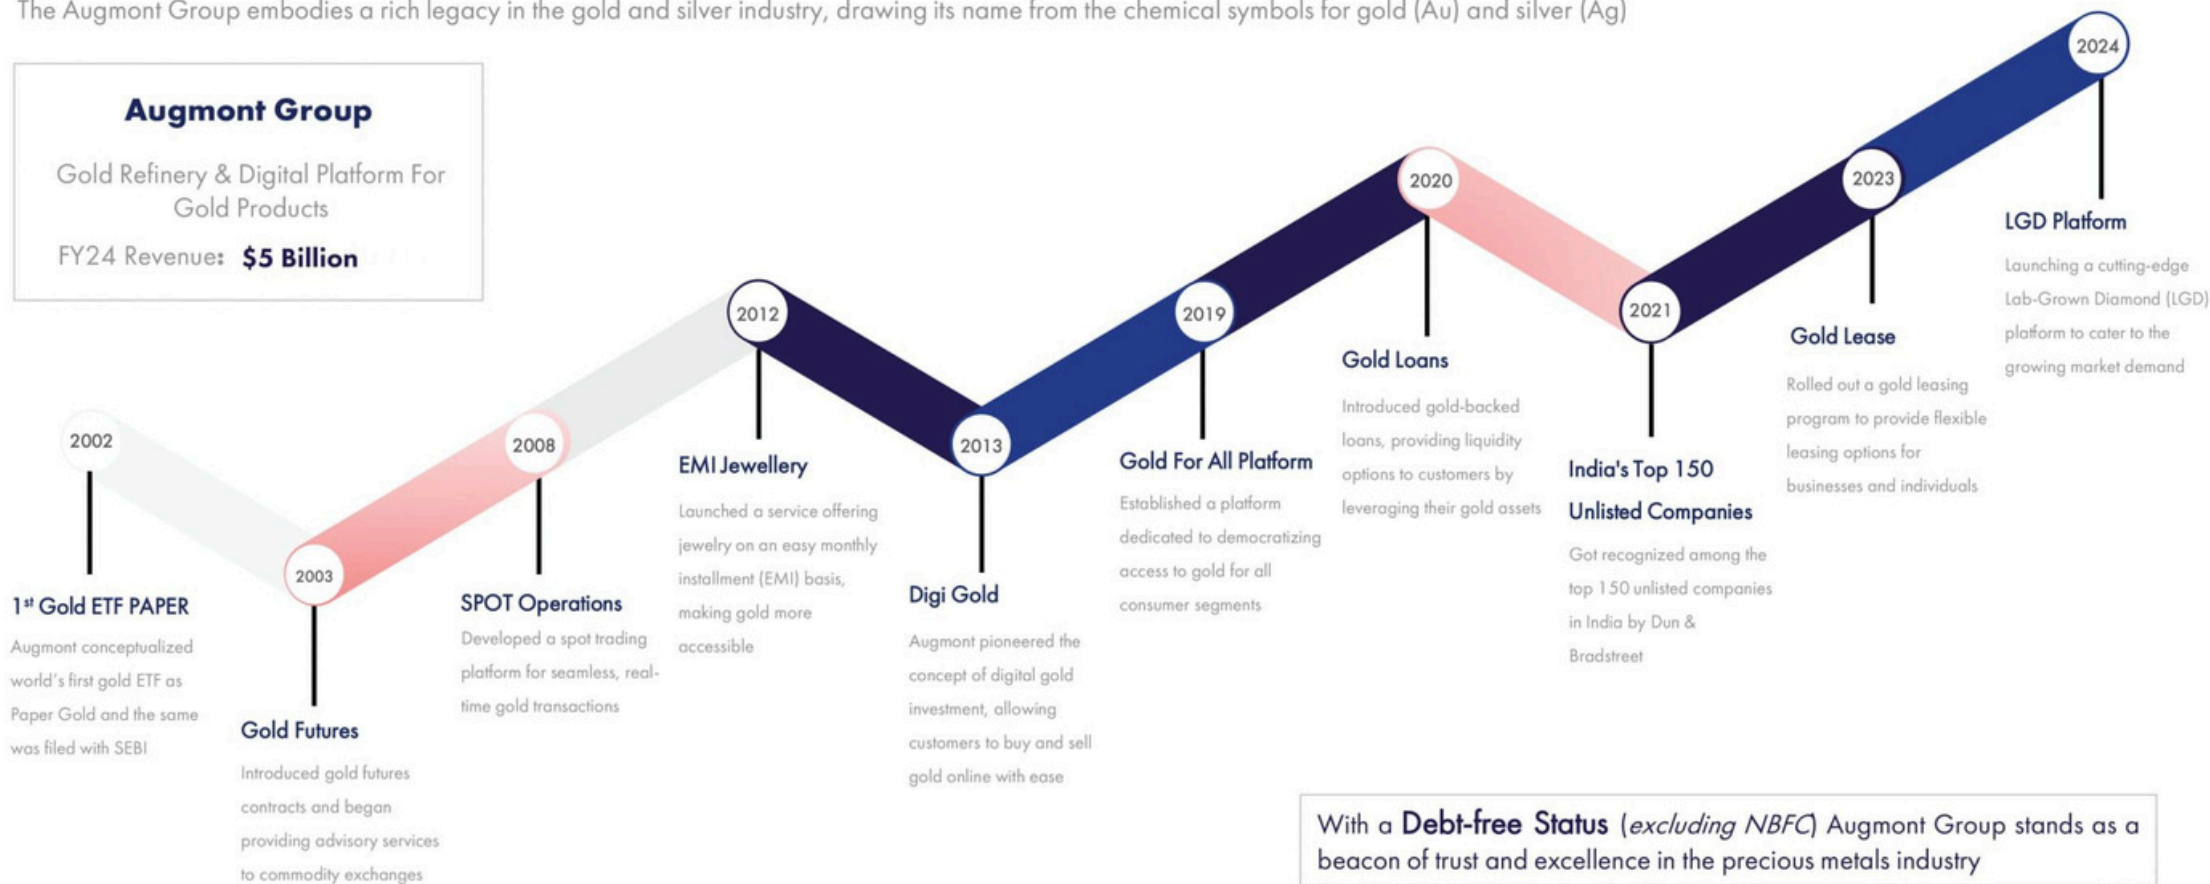 The Augmont Group embodies a rich legacy in the gold and silver industry, drawing its name from the chemical symbols for gold (Au) and silver (Ag)
Augmont Group
Gold Refinery & Digital Platform For
Gold Products
FY24 Revenue: $5 Billion
2002
1st Gold ETF PAPER
Augmont conceptualized
world's first gold ETF as
Paper Gold and the same
was filed with SEBI
2003
Gold Futures
Introduced gold futures
contracts and began
providing advisory services
to commodity exchanges
2008
SPOT Operations
Developed a spot trading
platform for seamless, real-
time gold transactions
2012
EMI Jewellery
Launched a service offering
jewelry on an easy monthly
installment (EMI) basis,
making gold more
accessible
2013
Digi Gold
Augmont pioneered the
concept of digital gold
investment, allowing
customers to buy and sell
gold online with ease
2019
Gold For All Platform
Established a platform
dedicated to democratizing
access to gold for all
consumer segments
2020
Gold Loans
Introduced gold-backed
loans, providing liquidity
options to customers by
leveraging their gold assets
2021
India's Top 150
Unlisted Companies
Got recognized among the
top 150 unlisted companies
in India by Dun &
Bradstreet
2023
Gold Lease
Rolled out a gold leasing
program to provide flexible
leasing options for
businesses and individuals
2024
LGD Platform
Launching a cutting-edge
Lab-Grown Diamond (LGD)
platform to cater to the
growing market demand
With a Debt-free Status (excluding NBFC) Augmont Group stands as a
beacon of trust and excellence in the precious metals industry